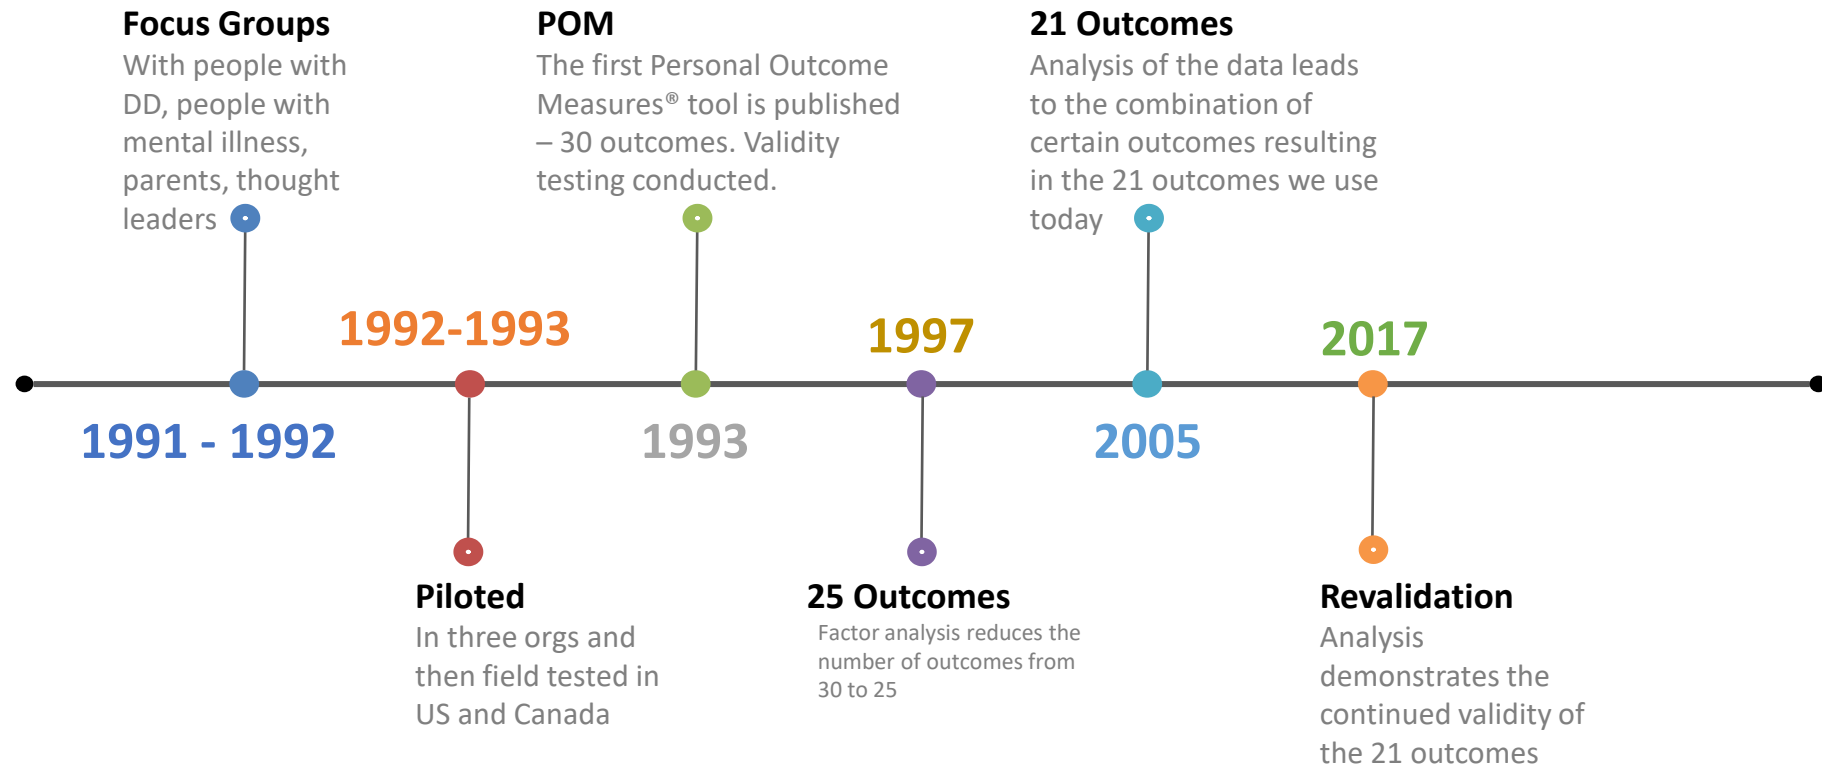 Focus Groups
With people with
DD, people with
mental illness,
parents, thought
leaders
POM
The first Personal Outcome
Measures® tool is published
– 30 outcomes. Validity
testing conducted.
21 Outcomes
Analysis of the data leads
to the combination of
certain outcomes resulting
in the 21 outcomes we use
today
1992-1993
1997
2017
1991 - 1992
1993
2005
Piloted
In three orgs and
then field tested in
US and Canada
25 Outcomes
Factor analysis reduces the
number of outcomes from
30 to 25
Revalidation
Analysis
demonstrates the
continued validity of
the 21 outcomes